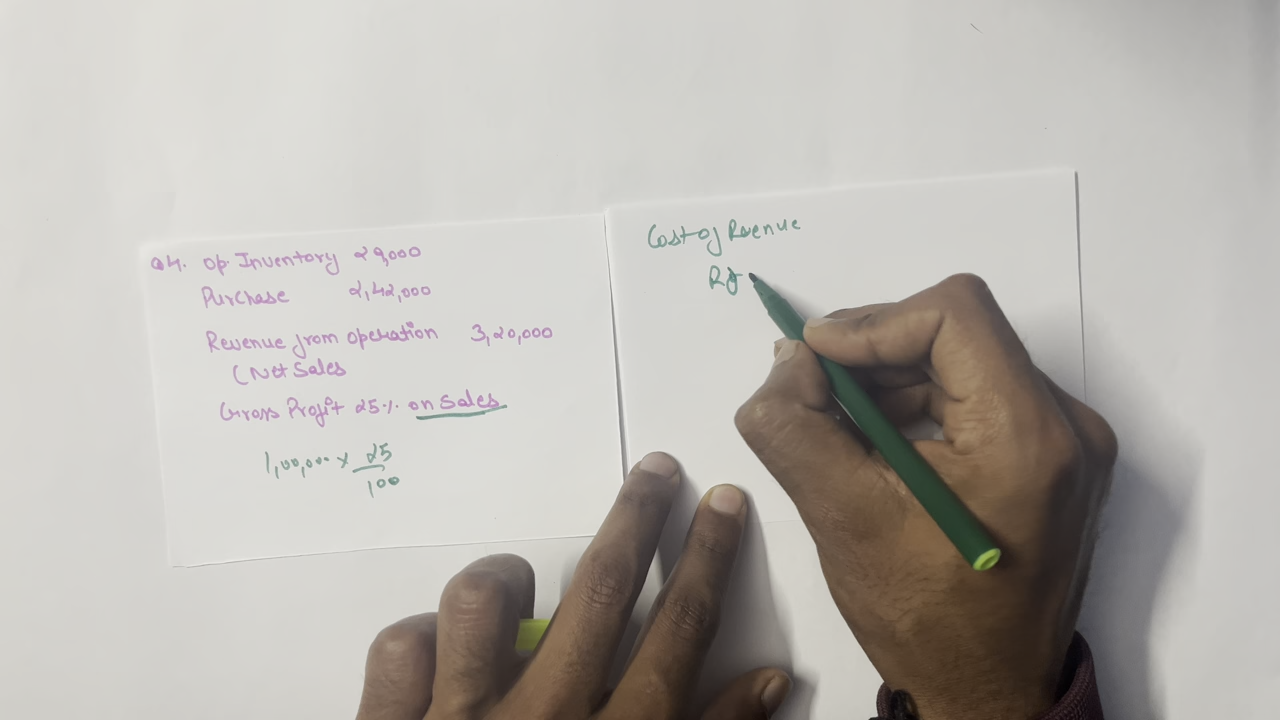 Q4. Op. Inventory 29,000
Purchase 2,42,000
Revenue from operation 3,20,000
(Net Sales
Gross Profit 25% on Sales
1,00,000 x 25
100
Cost of Revenue
Rf